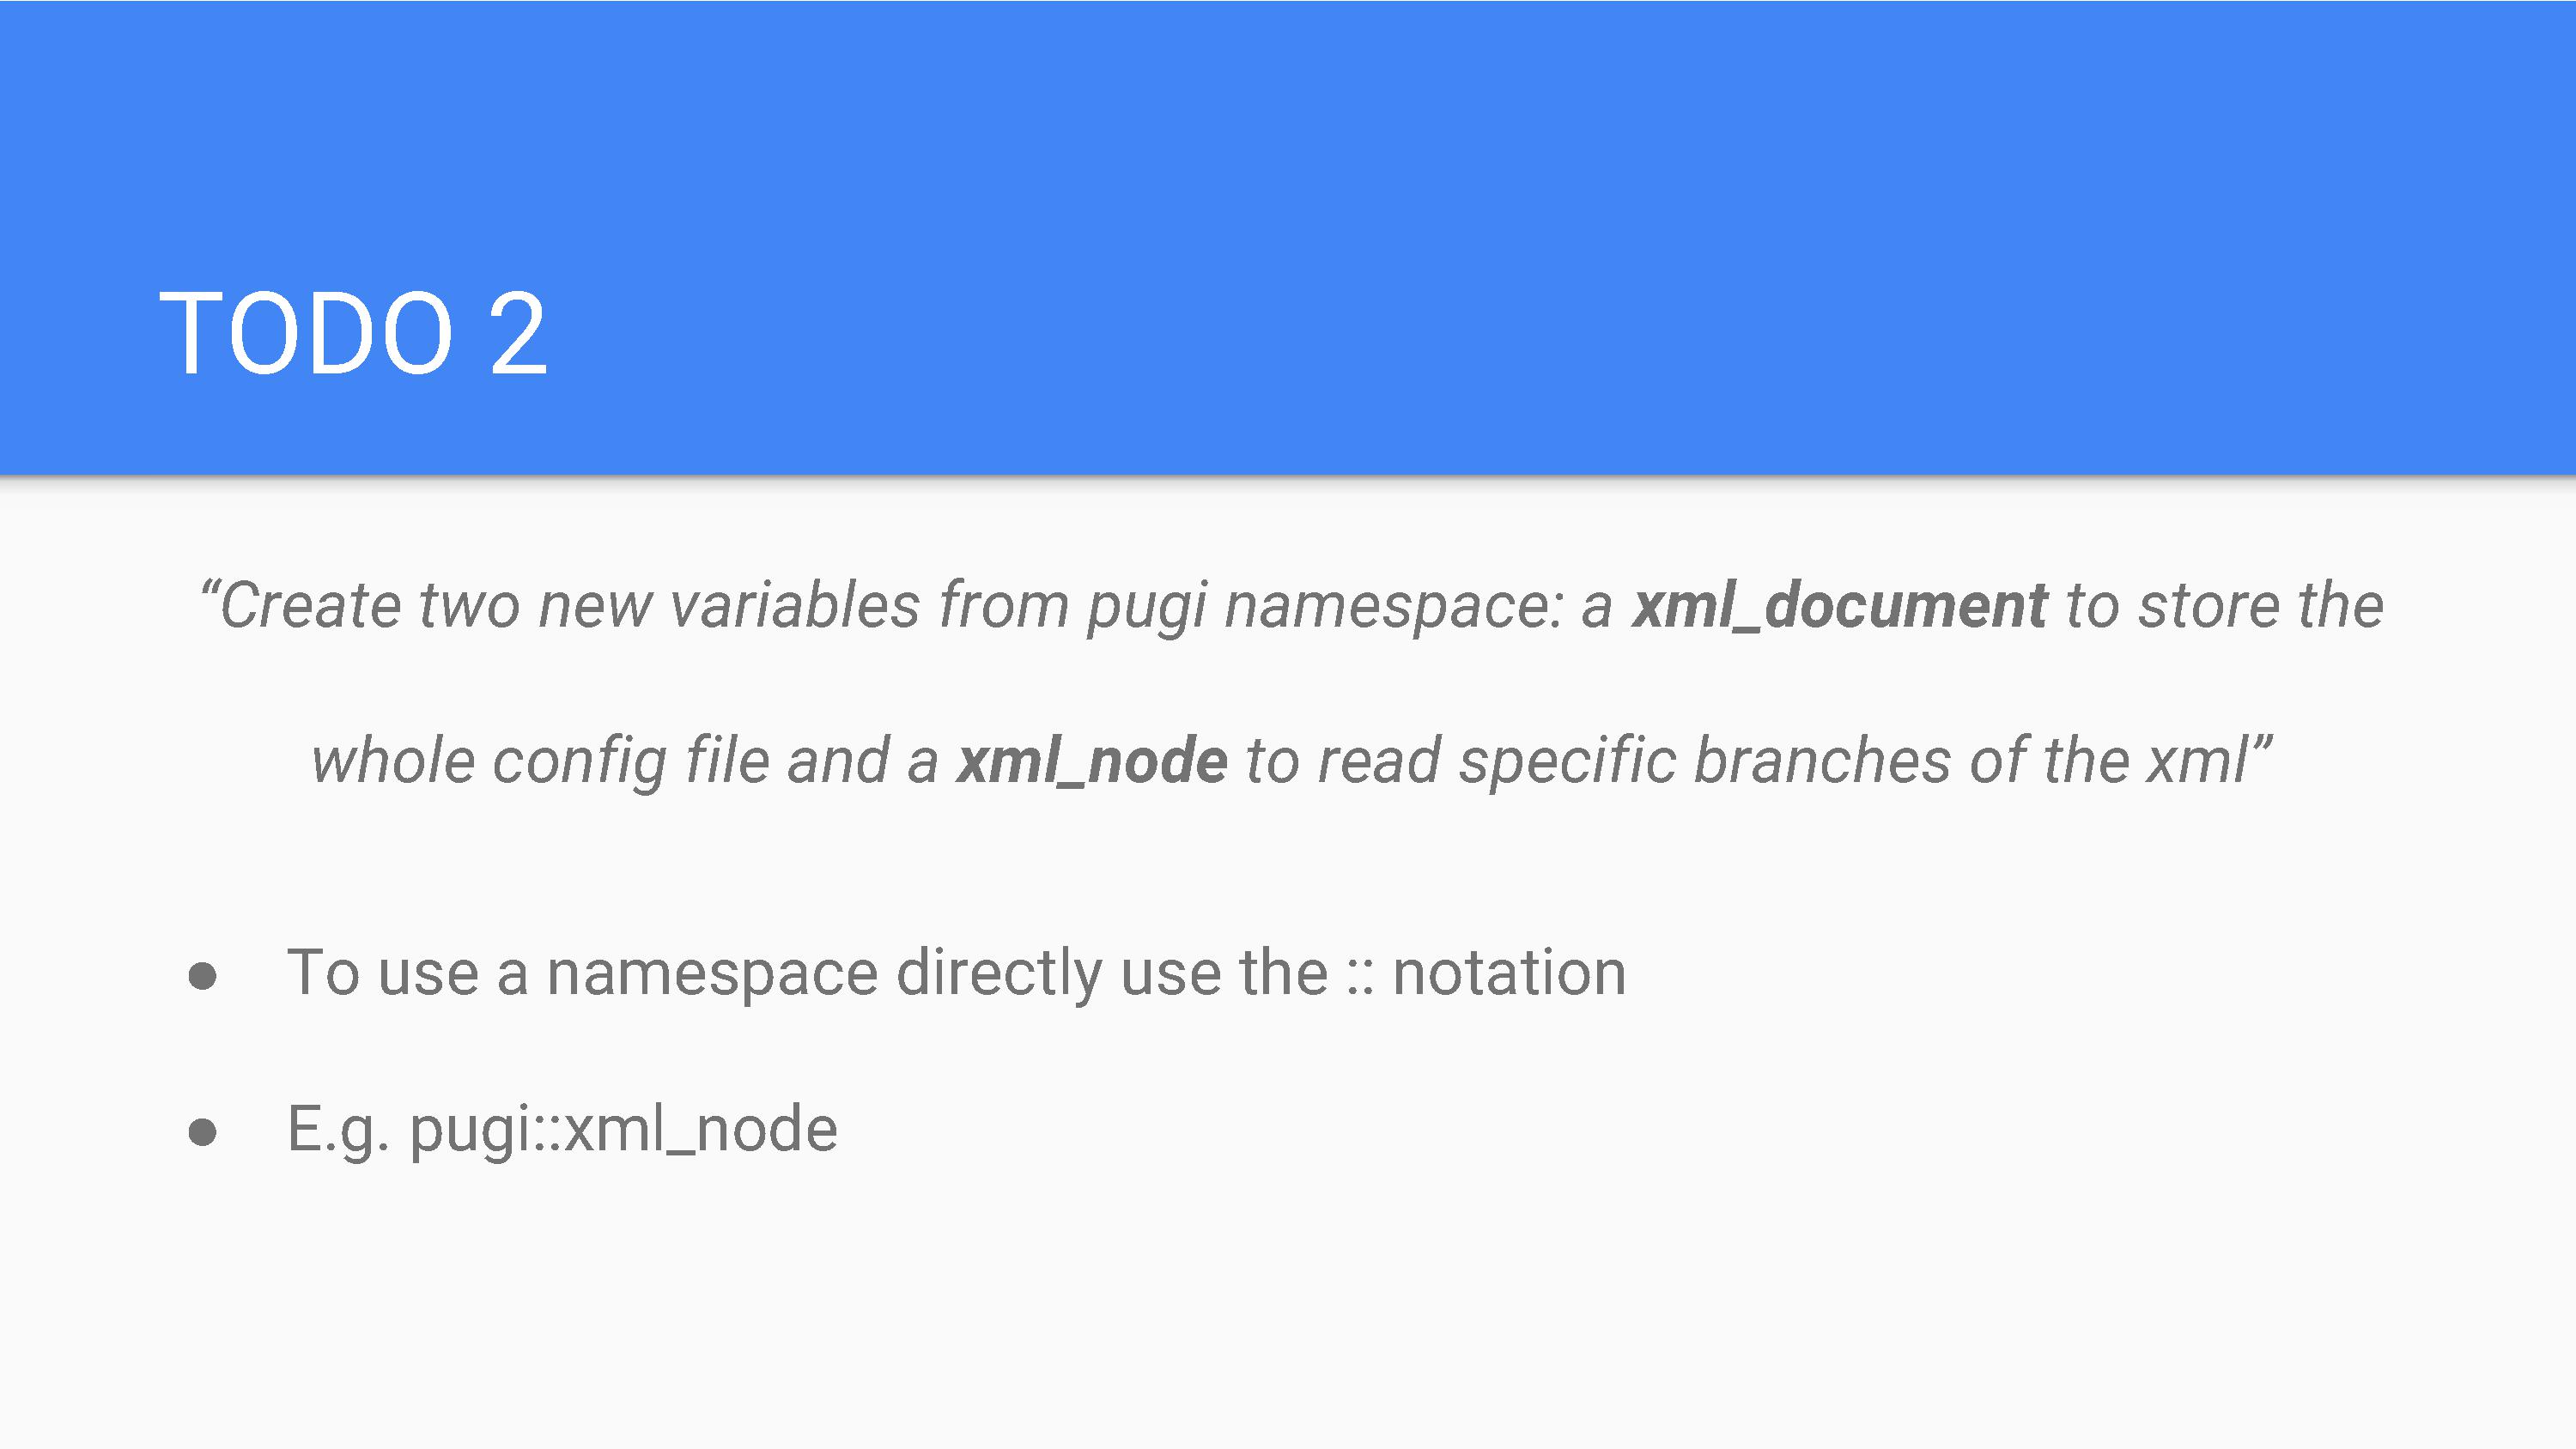 TODO 2
“Create two new variables from pugi namespace: a xml_document to store the
whole config file and a xml_node to read specific branches of the xml”
● To use a namespace directly use the :: notation
● E.g. pugi::xml_node